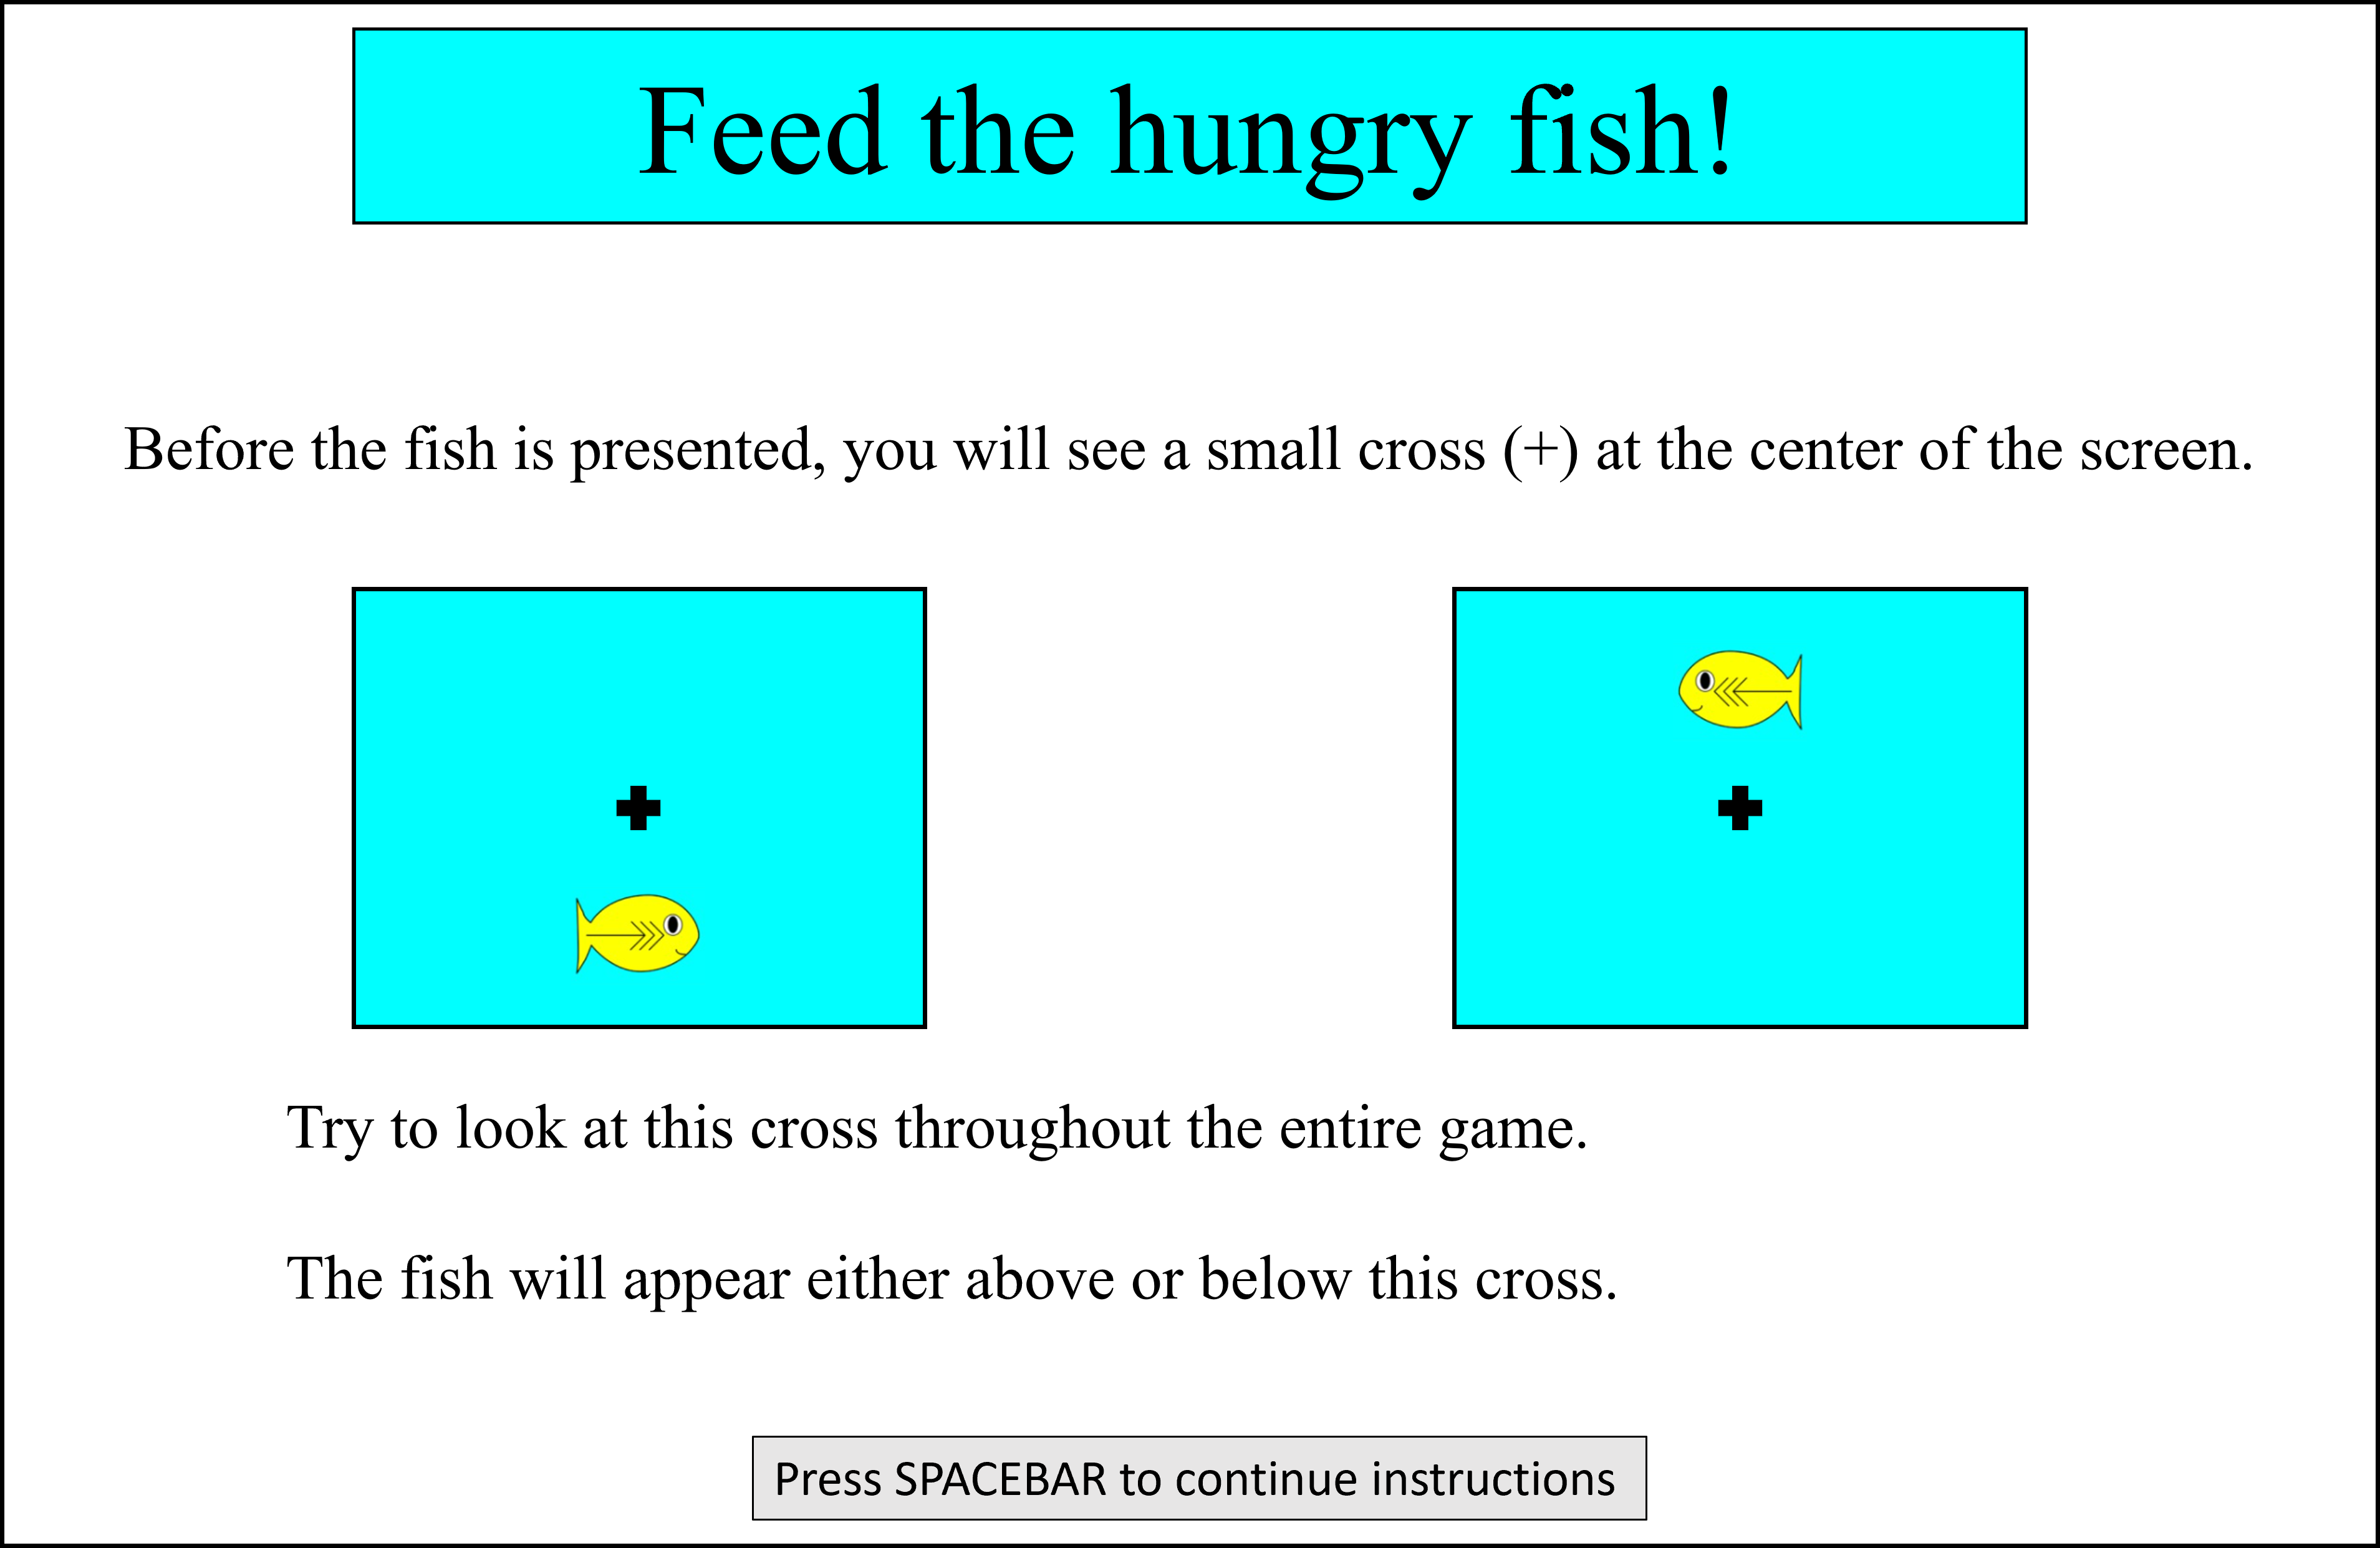 Feed the hungry fish!
Before the fish is presented, you will see a small cross (+) at the center of the screen.
Try to look at this cross throughout the entire game.
The fish will appear either above or below this cross.
Press SPACEBAR to continue instructions